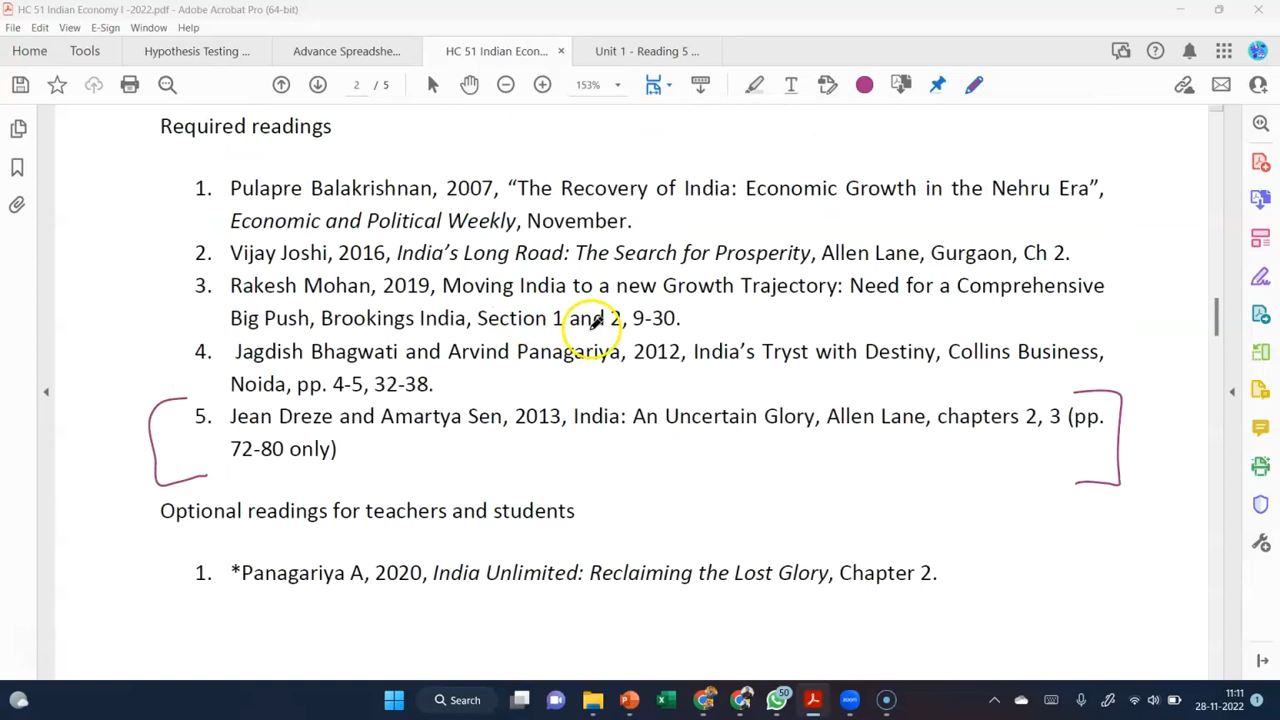 HC 51 Indian Economy I -2022.pdf - Adobe Acrobat Pro (64-bit)
File Edit View E-Sign Window Help
Home Tools Hypothesis Testing ... Advance Spreadshe... HC 51 Indian Econ... × Unit 1 - Reading 5 ...
2 / 5 153%
Required readings
1. Pulapre Balakrishnan, 2007, “The Recovery of India: Economic Growth in the Nehru Era”,
Economic and Political Weekly, November.
2. Vijay Joshi, 2016, India’s Long Road: The Search for Prosperity, Allen Lane, Gurgaon, Ch 2.
3. Rakesh Mohan, 2019, Moving India to a new Growth Trajectory: Need for a Comprehensive
Big Push, Brookings India, Section 1 and 2, 9-30.
4. Jagdish Bhagwati and Arvind Panagariya, 2012, India’s Tryst with Destiny, Collins Business,
Noida, pp. 4-5, 32-38.
5. Jean Dreze and Amartya Sen, 2013, India: An Uncertain Glory, Allen Lane, chapters 2, 3 (pp.
72-80 only)
Optional readings for teachers and students
1. *Panagariya A, 2020, India Unlimited: Reclaiming the Lost Glory, Chapter 2.
Search 50 11:11
28-11-2022